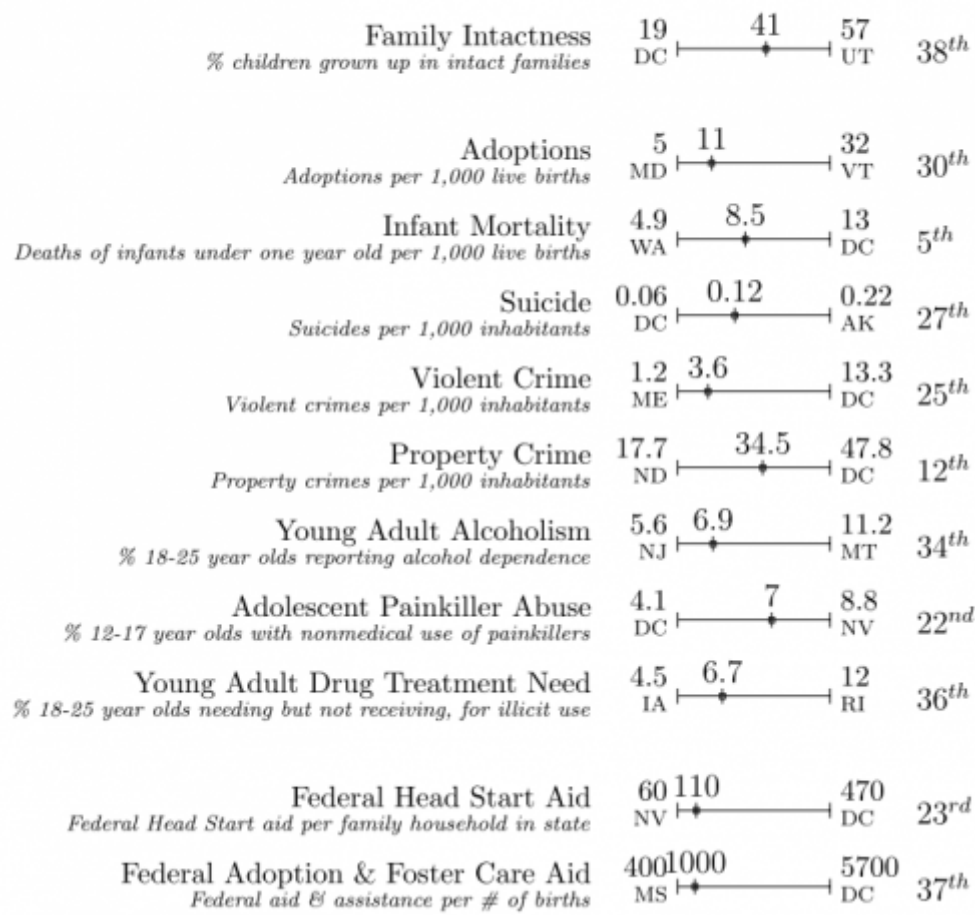 Family Intactness 19 41 57 38th
% children grown up in intact families DC UT
Adoptions 5 11 32 30th
Adoptions per 1,000 live births MD VT
Infant Mortality 4.9 8.5 13 5th
Deaths of infants under one year old per 1,000 live births WA DC
Suicide 0.06 0.12 0.22 27th
Suicides per 1,000 inhabitants DC AK
Violent Crime 1.2 3.6 13.3 25th
Violent crimes per 1,000 inhabitants ME DC
Property Crime 17.7 34.5 47.8 12th
Property crimes per 1,000 inhabitants ND DC
Young Adult Alcoholism 5.6 6.9 11.2 34th
% 18-25 year olds reporting alcohol dependence NJ MT
Adolescent Painkiller Abuse 4.1 7 8.8 22nd
% 12-17 year olds with nonmedical use of painkillers DC NV
Young Adult Drug Treatment Need 4.5 6.7 12 36th
% 18-25 year olds needing but not receiving, for illicit use IA RI
Federal Head Start Aid 60 110 470 23rd
Federal Head Start aid per family household in state NV DC
Federal Adoption & Foster Care Aid 400 1000 5700 37th
Federal aid & assistance per # of births MS DC